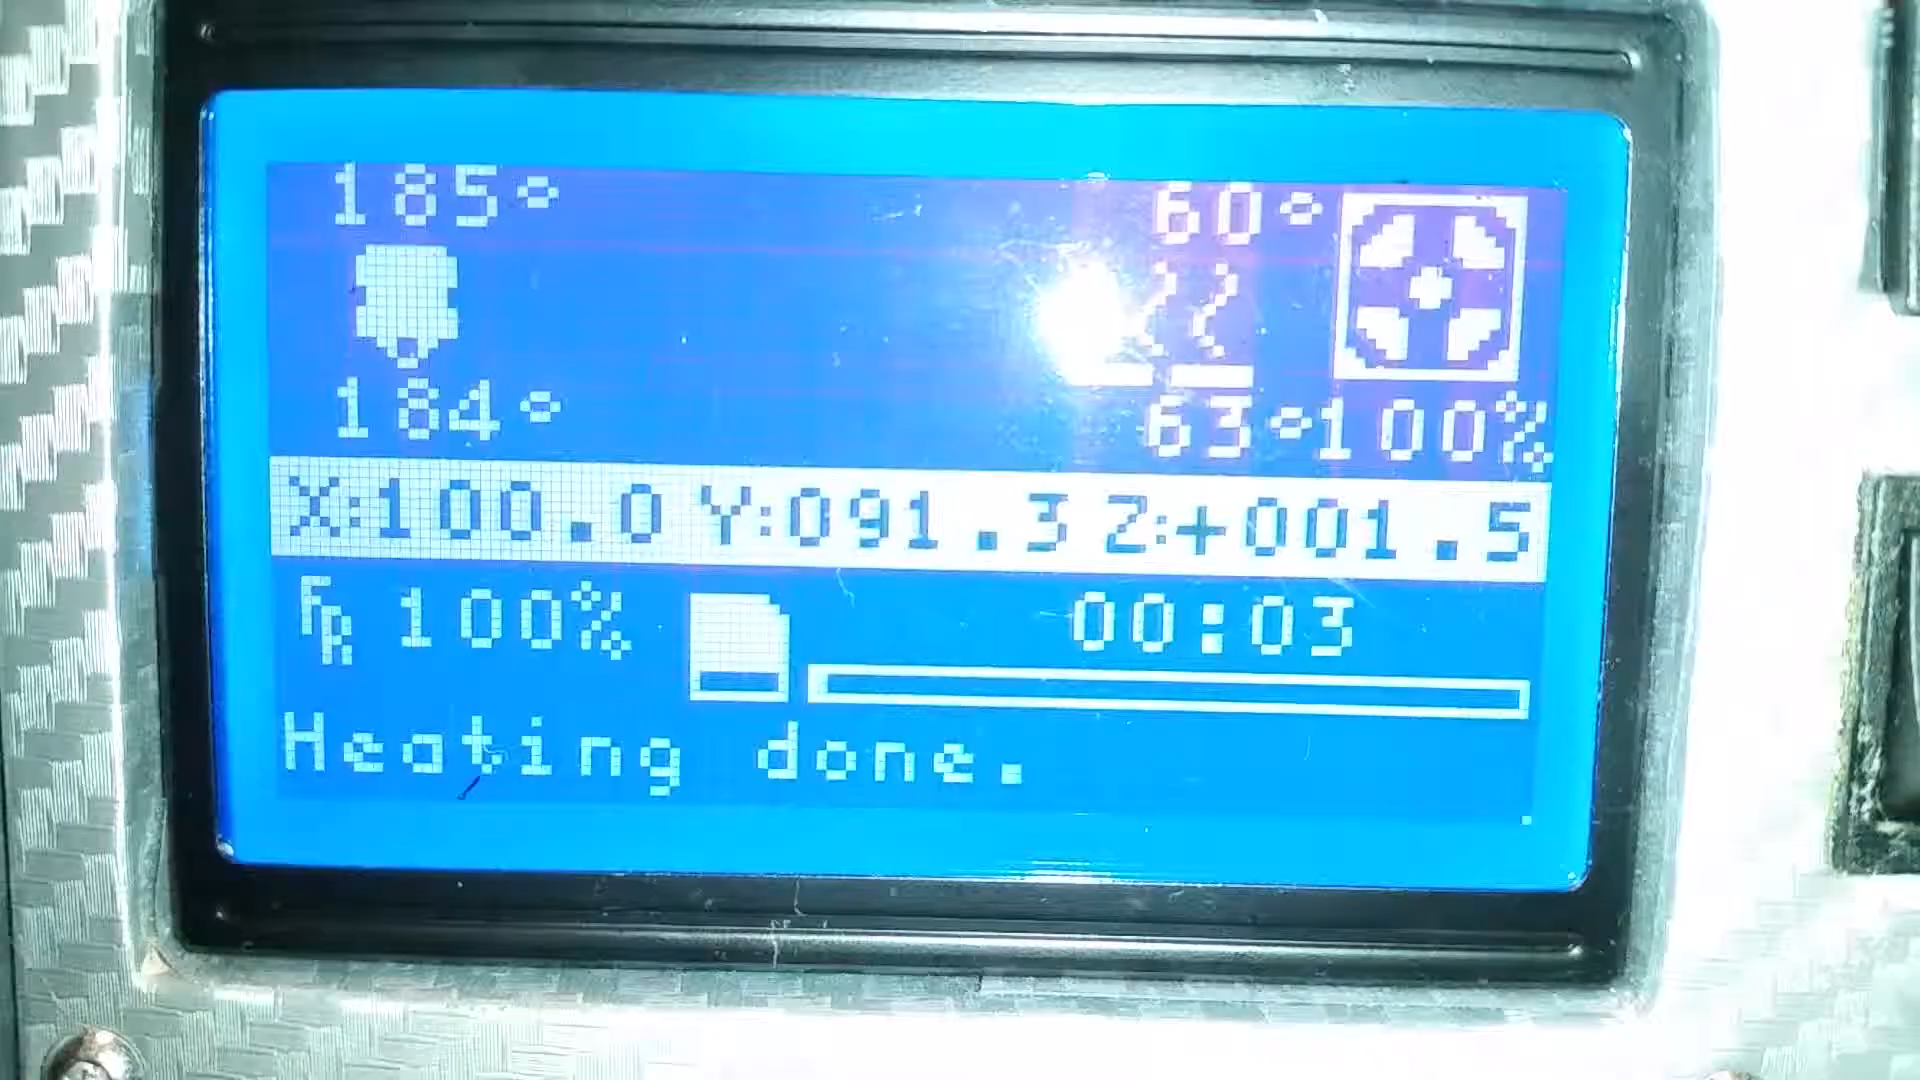 185° 60°
184° 63° 100%
X:100.0 Y:091.3 Z:+001.5
FR 100% 00:03
Heating done.